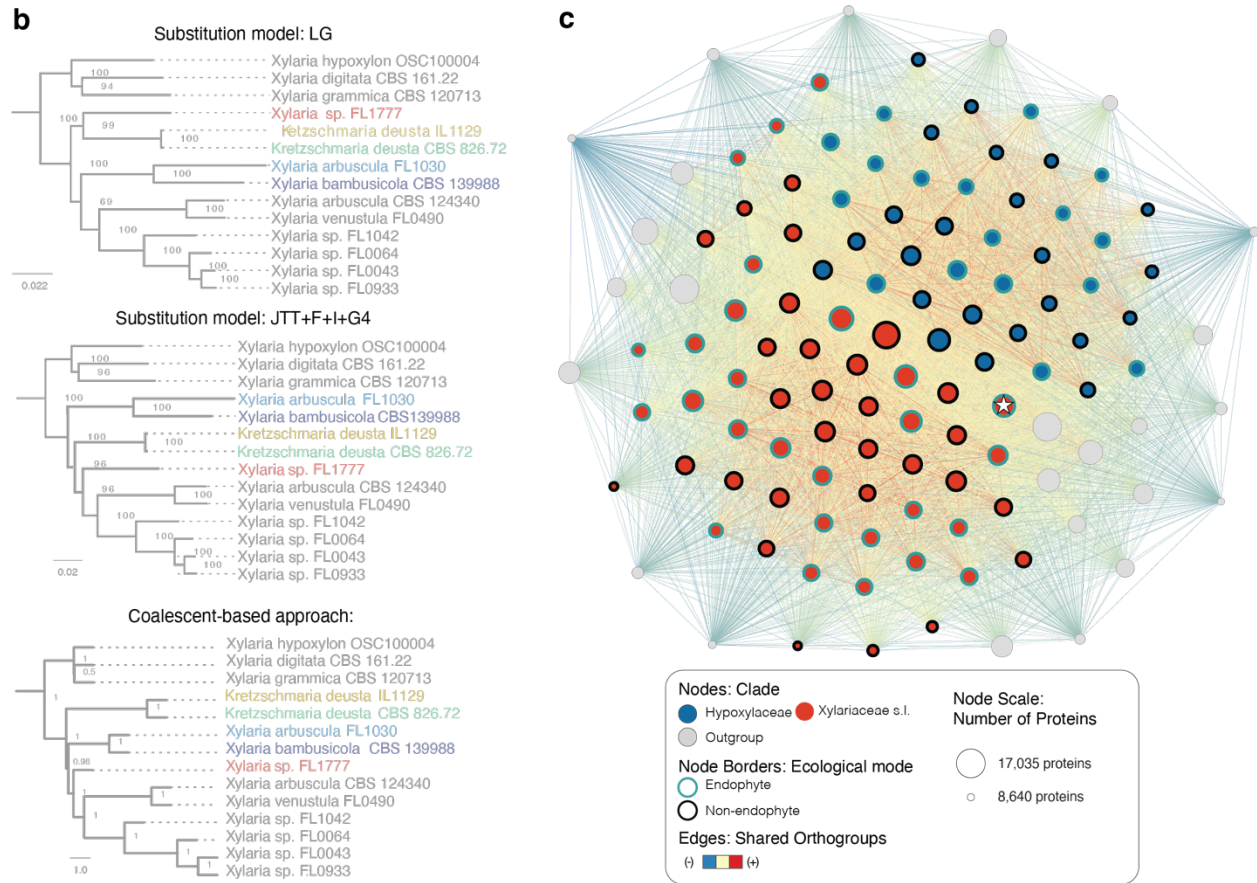 b
Substitution model: LG
Xylaria hypoxylon OSC100004
100
Xylaria digitata CBS 161.22
94
Xylaria grammica CBS 120713
Xylaria sp. FL1777
100
99
Ketzschmaria deusta IL1129
100
Kretzschmaria deusta CBS 826.72
100
Xylaria arbuscula FL1030
100
Xylaria bambusicola CBS 139988
69
Xylaria arbuscula CBS 124340
100
Xylaria venustula FL0490
100
Xylaria sp. FL1042
100
Xylaria sp. FL0064
100
Xylaria sp. FL0043
100
Xylaria sp. FL0933
0.022
Substitution model: JTT+F+I+G4
Xylaria hypoxylon OSC100004
100
Xylaria digitata CBS 161.22
96
Xylaria grammica CBS 120713
Xylaria arbuscula FL1030
100
Xylaria bambusicola CBS139988
100
Kretzschmaria deusta IL1129
100
Kretzschmaria deusta CBS 826.72
96
Xylaria sp. FL1777
96
Xylaria arbuscula CBS 124340
100
Xylaria venustula FL0490
100
Xylaria sp. FL1042
100
Xylaria sp. FL0064
100
Xylaria sp. FL0043
100
Xylaria sp. FL0933
0.02
Coalescent-based approach:
Xylaria hypoxylon OSC100004
1
Xylaria digitata CBS 161.22
0.5
Xylaria grammica CBS 120713
1
Kretzschmaria deusta IL1129
1
Kretzschmaria deusta CBS 826.72
Xylaria arbuscula FL1030
1
1
Xylaria bambusicola CBS 139988
0.98
Xylaria sp. FL1777
Xylaria arbuscula CBS 124340
1
1
Xylaria venustula FL0490
Xylaria sp. FL1042
1
Xylaria sp. FL0064
1
Xylaria sp. FL0043
1
Xylaria sp. FL0933
1.0
c
Nodes: Clade
Hypoxylaceae
Xylariaceae s.l.
Outgroup
Node Borders: Ecological mode
Endophyte
Non-endophyte
Edges: Shared Orthogroups
(-)
(+)
Node Scale:
Number of Proteins
17,035 proteins
8,640 proteins